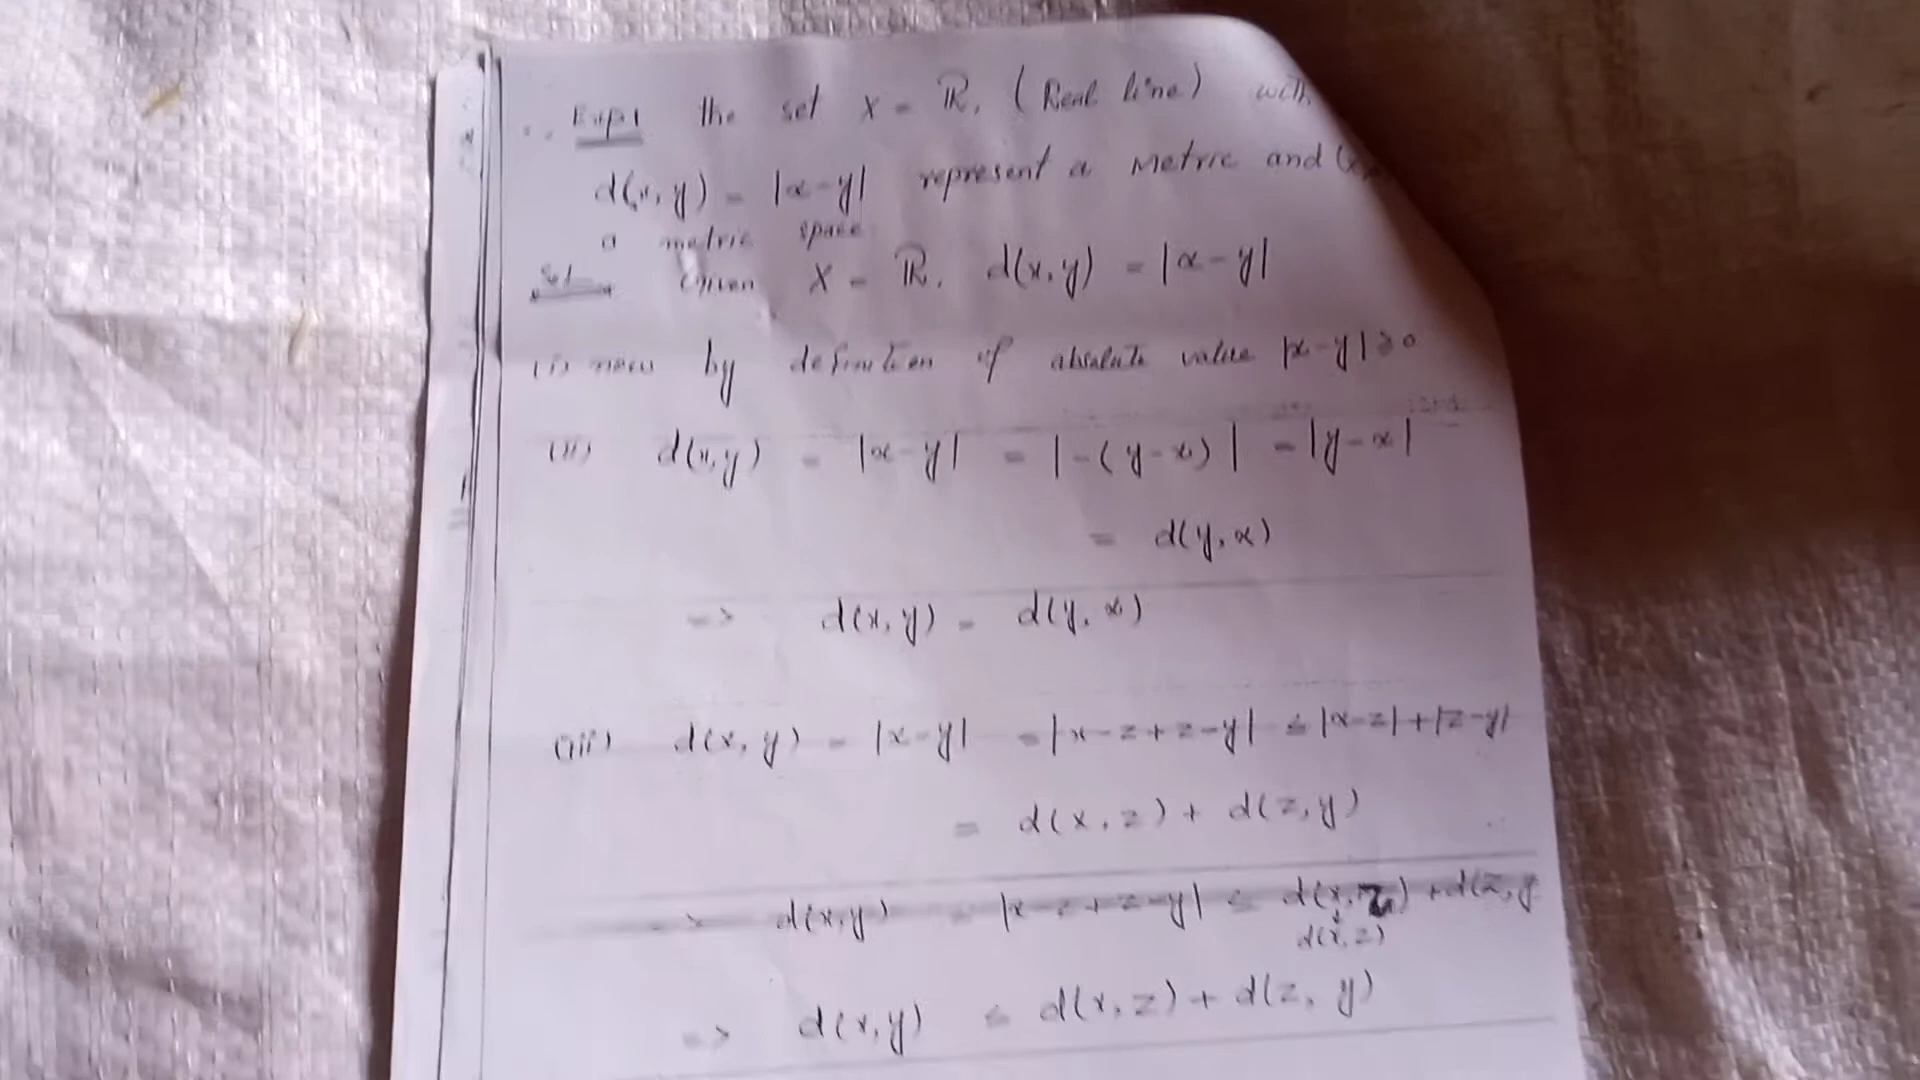 Exp1 the set X = ℝ, (Real line) with
d(x,y) = |x-y| represent a metric and (x,
a metric space
Sol Given X = ℝ, d(x,y) = |x-y|
(i) now by definition of absolute value |x-y| ≥ 0
(ii) d(x,y) = |x-y| = |-(y-x)| = |y-x|
= d(y,x)
=> d(x,y) = d(y,x)
(iii) d(x,y) = |x-y| = |x-z+z-y| ≤ |x-z|+|z-y|
= d(x,z) + d(z,y)
=> d(x,y) = |x-z+z-y| ≤ d(x,z) + d(z,y
d(x,z)
=> d(x,y) ≤ d(x,z) + d(z,y)